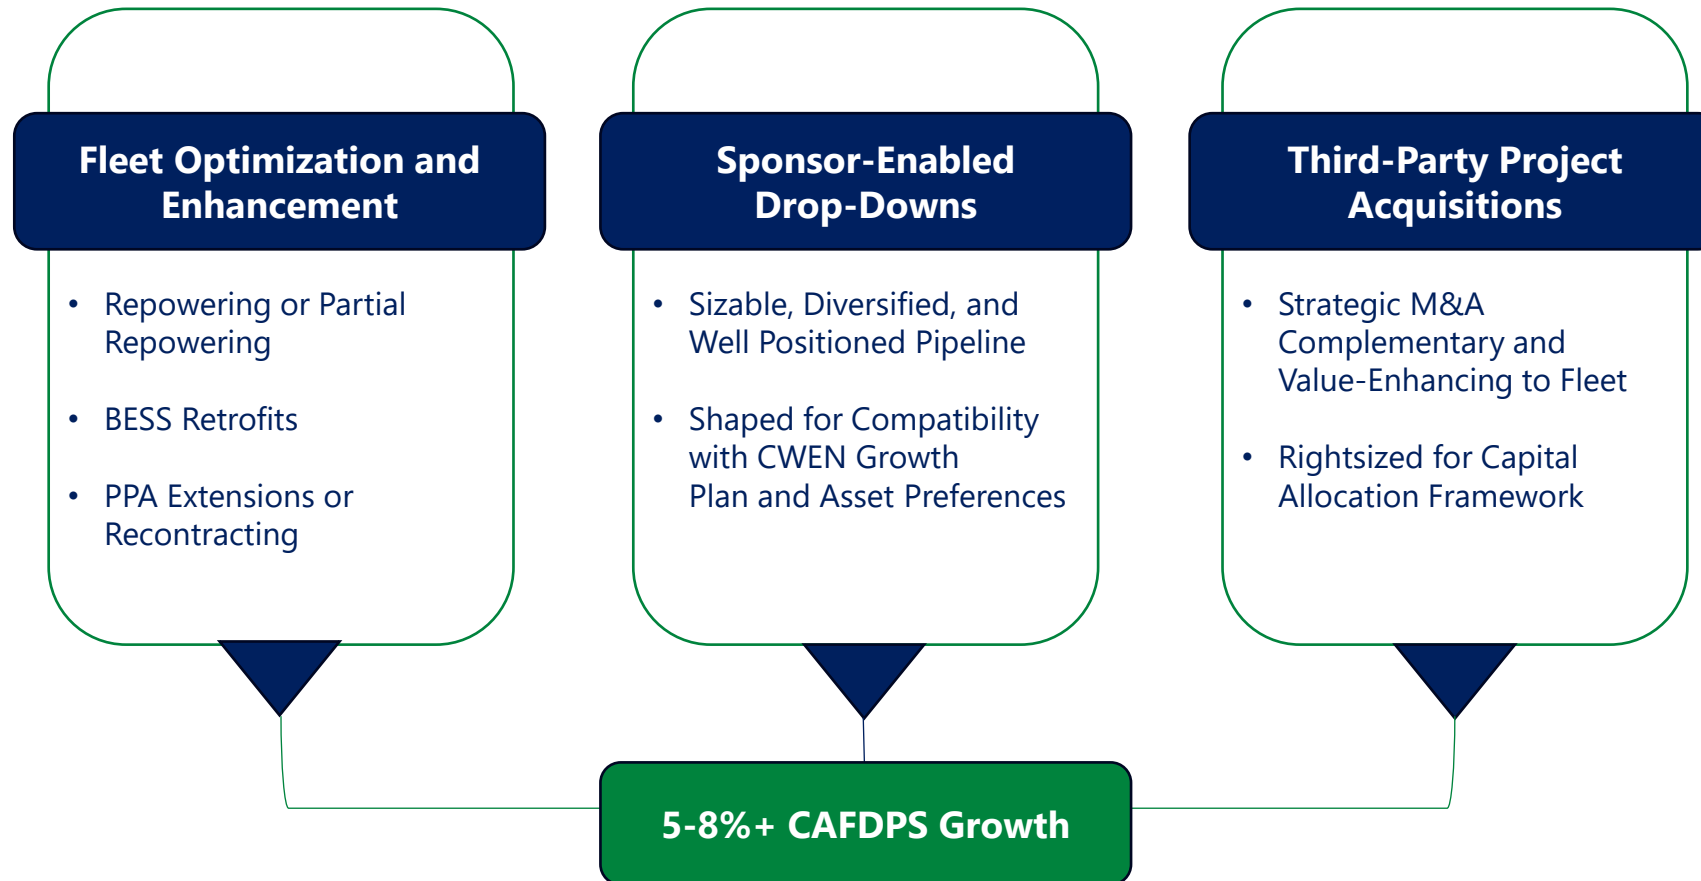 Fleet Optimization and
Enhancement
• Repowering or Partial
Repowering
• BESS Retrofits
• PPA Extensions or
Recontracting
Sponsor-Enabled
Drop-Downs
• Sizable, Diversified, and
Well Positioned Pipeline
• Shaped for Compatibility
with CWEN Growth
Plan and Asset Preferences
Third-Party Project
Acquisitions
• Strategic M&A
Complementary and
Value-Enhancing to Fleet
• Rightsized for Capital
Allocation Framework
5-8%+ CAFDPS Growth